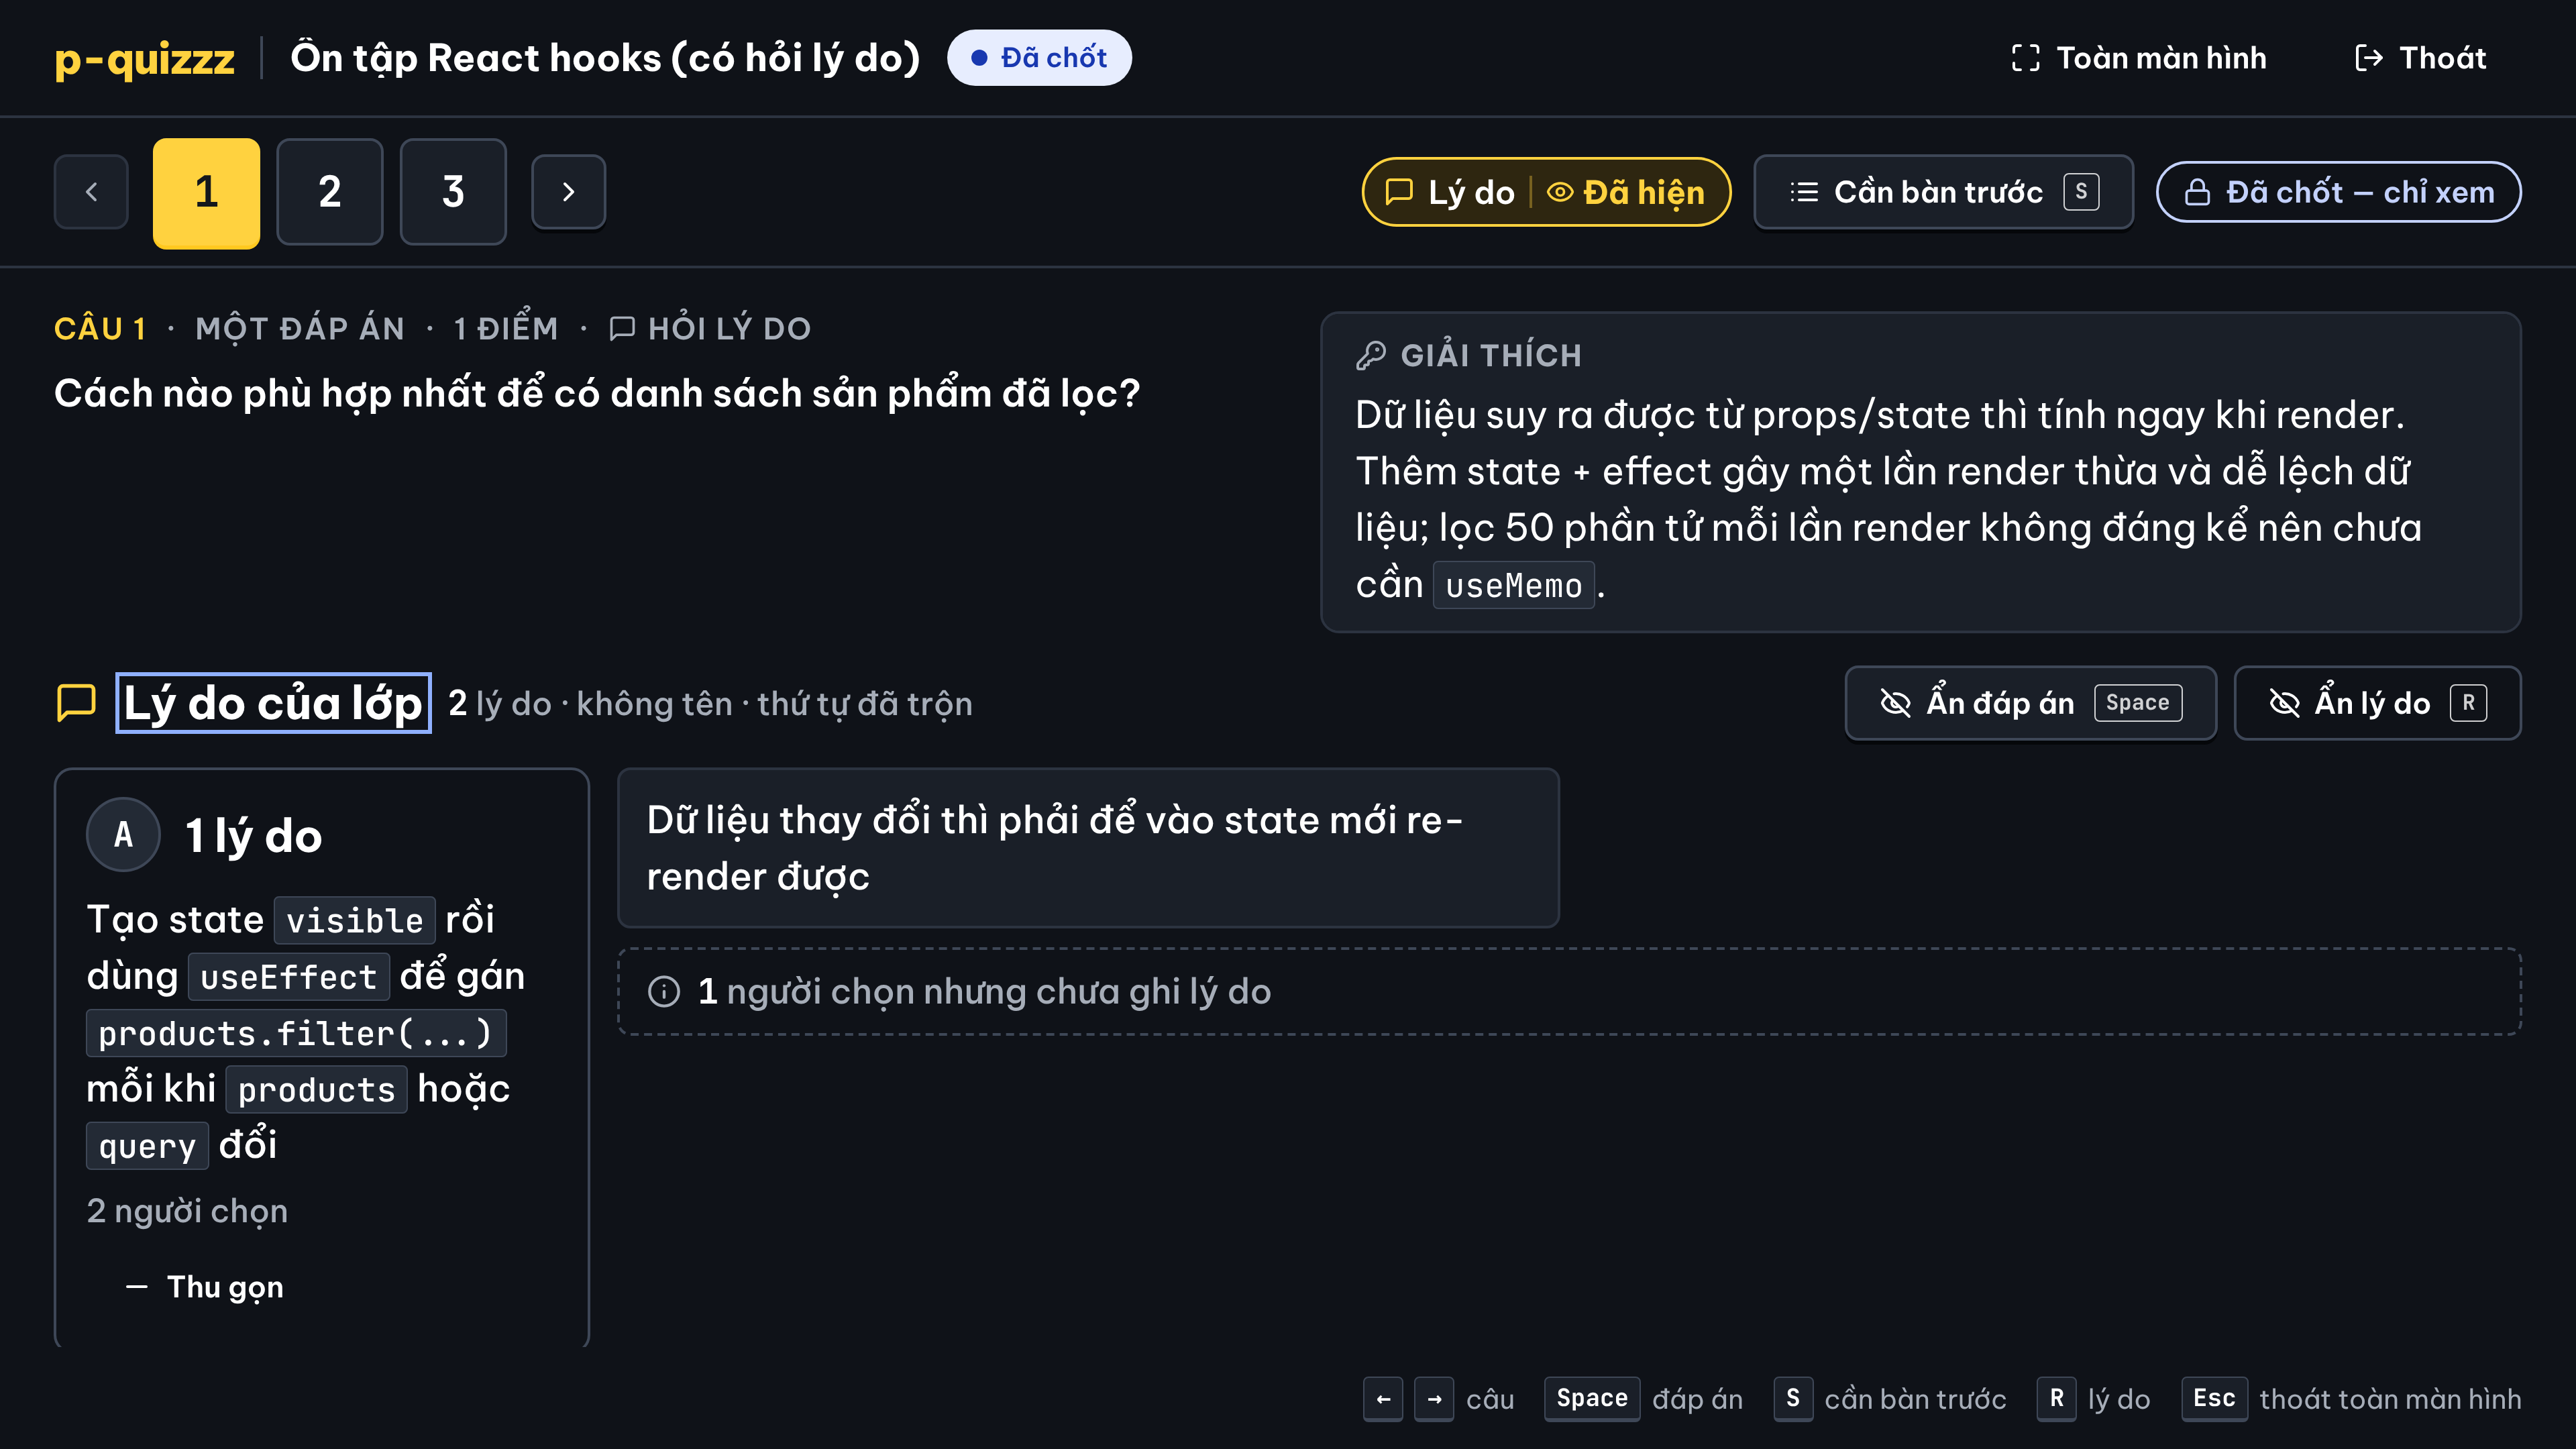 p-quizzz
Ôn tập React hooks (có hỏi lý do)
Đã chốt
Toàn màn hình
Thoát
1
2
3
Lý do
Đã hiện
Cần bàn trước S
Đã chốt – chỉ xem
CÂU 1 · MỘT ĐÁP ÁN · 1 ĐIỂM · HỎI LÝ DO
Cách nào phù hợp nhất để có danh sách sản phẩm đã lọc?
GIẢI THÍCH
Dữ liệu suy ra được từ props/state thì tính ngay khi render.
Thêm state + effect gây một lần render thừa và dễ lệch dữ
liệu; lọc 50 phần tử mỗi lần render không đáng kể nên chưa
cần useMemo.
Lý do của lớp
2 lý do · không tên · thứ tự đã trộn
Ẩn đáp án Space
Ẩn lý do R
A
1 lý do
Tạo state visible rồi
dùng useEffect để gán
products.filter(...)
mỗi khi products hoặc
query đổi
2 người chọn
– Thu gọn
Dữ liệu thay đổi thì phải để vào state mới re-
render được
1 người chọn nhưng chưa ghi lý do
← → câu Space đáp án S cần bàn trước R lý do Esc thoát toàn màn hình